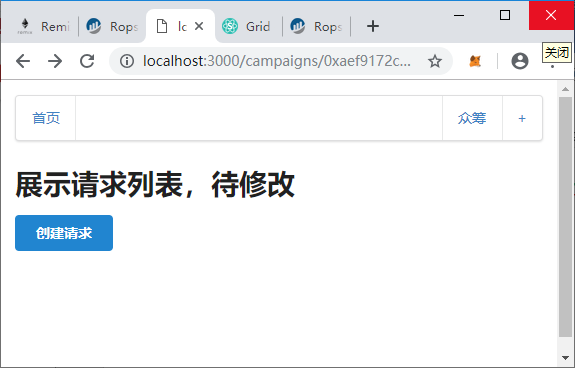 Remi
Rops
lc
Grid
Rops
localhost:3000/campaigns/0xaef9172c...
关闭
首页
众筹
+
展示请求列表，待修改
创建请求